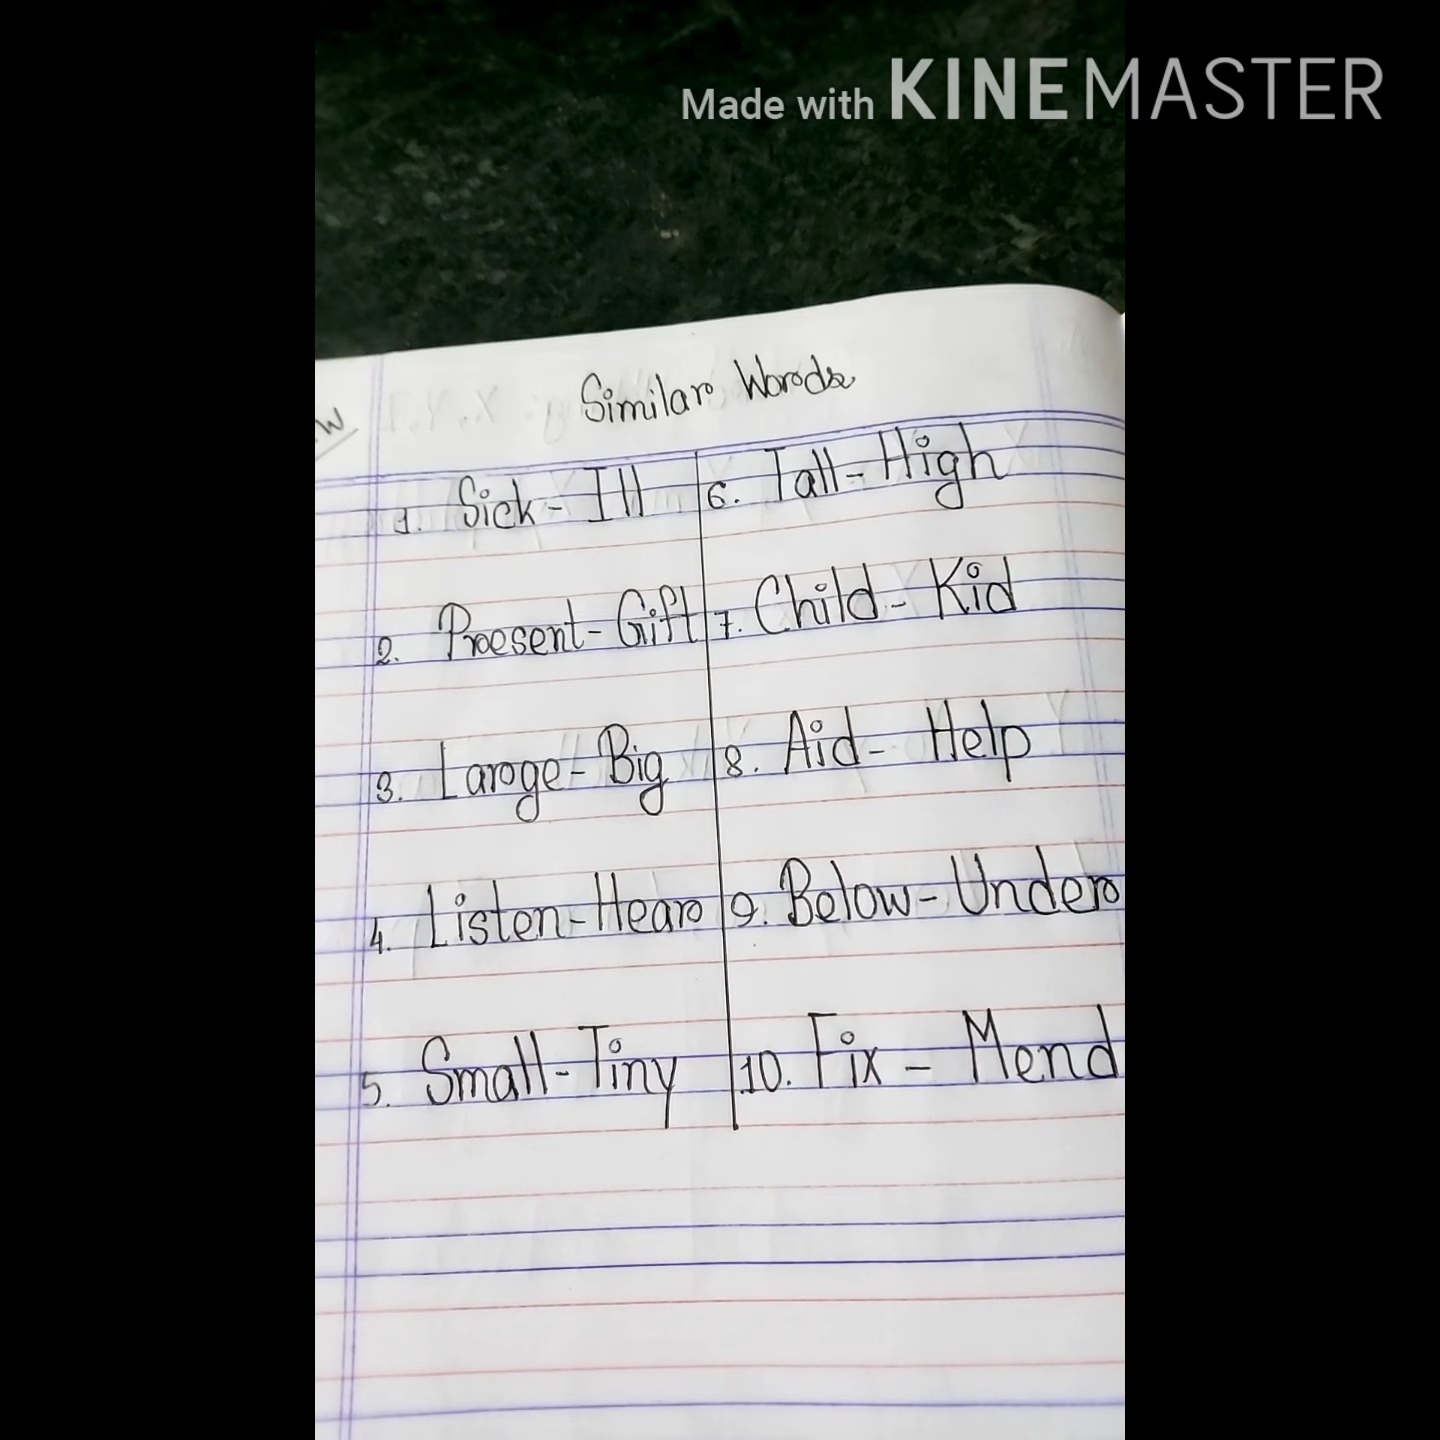 Made with KINEMASTER
Similar Words
.W
1. Sick - Ill
2. Present - Gift
3. Large - Big
4. Listen - Hear
5. Small - Tiny
6. Tall - High
7. Child - Kid
8. Aid - Help
9. Below - Under
10. Fix - Mend